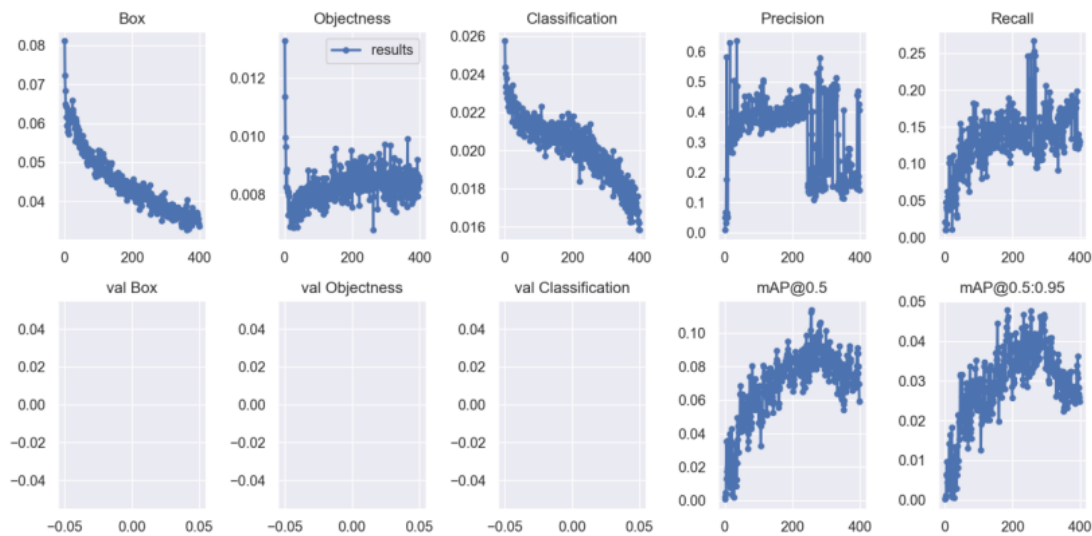 Box
Objectness
Classification
Precision
Recall
results
0.08
0.07
0.06
0.05
0.04
0.012
0.010
0.008
0.026
0.024
0.022
0.020
0.018
0.016
0.6
0.5
0.4
0.3
0.2
0.1
0.0
0.25
0.20
0.15
0.10
0.05
0.00
0 200 400
0 200 400
0 200 400
0 200 400
0 200 400
val Box
val Objectness
val Classification
mAP@0.5
mAP@0.5:0.95
0.04
0.02
0.00
−0.02
−0.04
0.04
0.02
0.00
−0.02
−0.04
0.04
0.02
0.00
−0.02
−0.04
0.10
0.08
0.06
0.04
0.02
0.00
0.05
0.04
0.03
0.02
0.01
0.00
−0.05 0.00 0.05
−0.05 0.00 0.05
−0.05 0.00 0.05
0 200 400
0 200 400